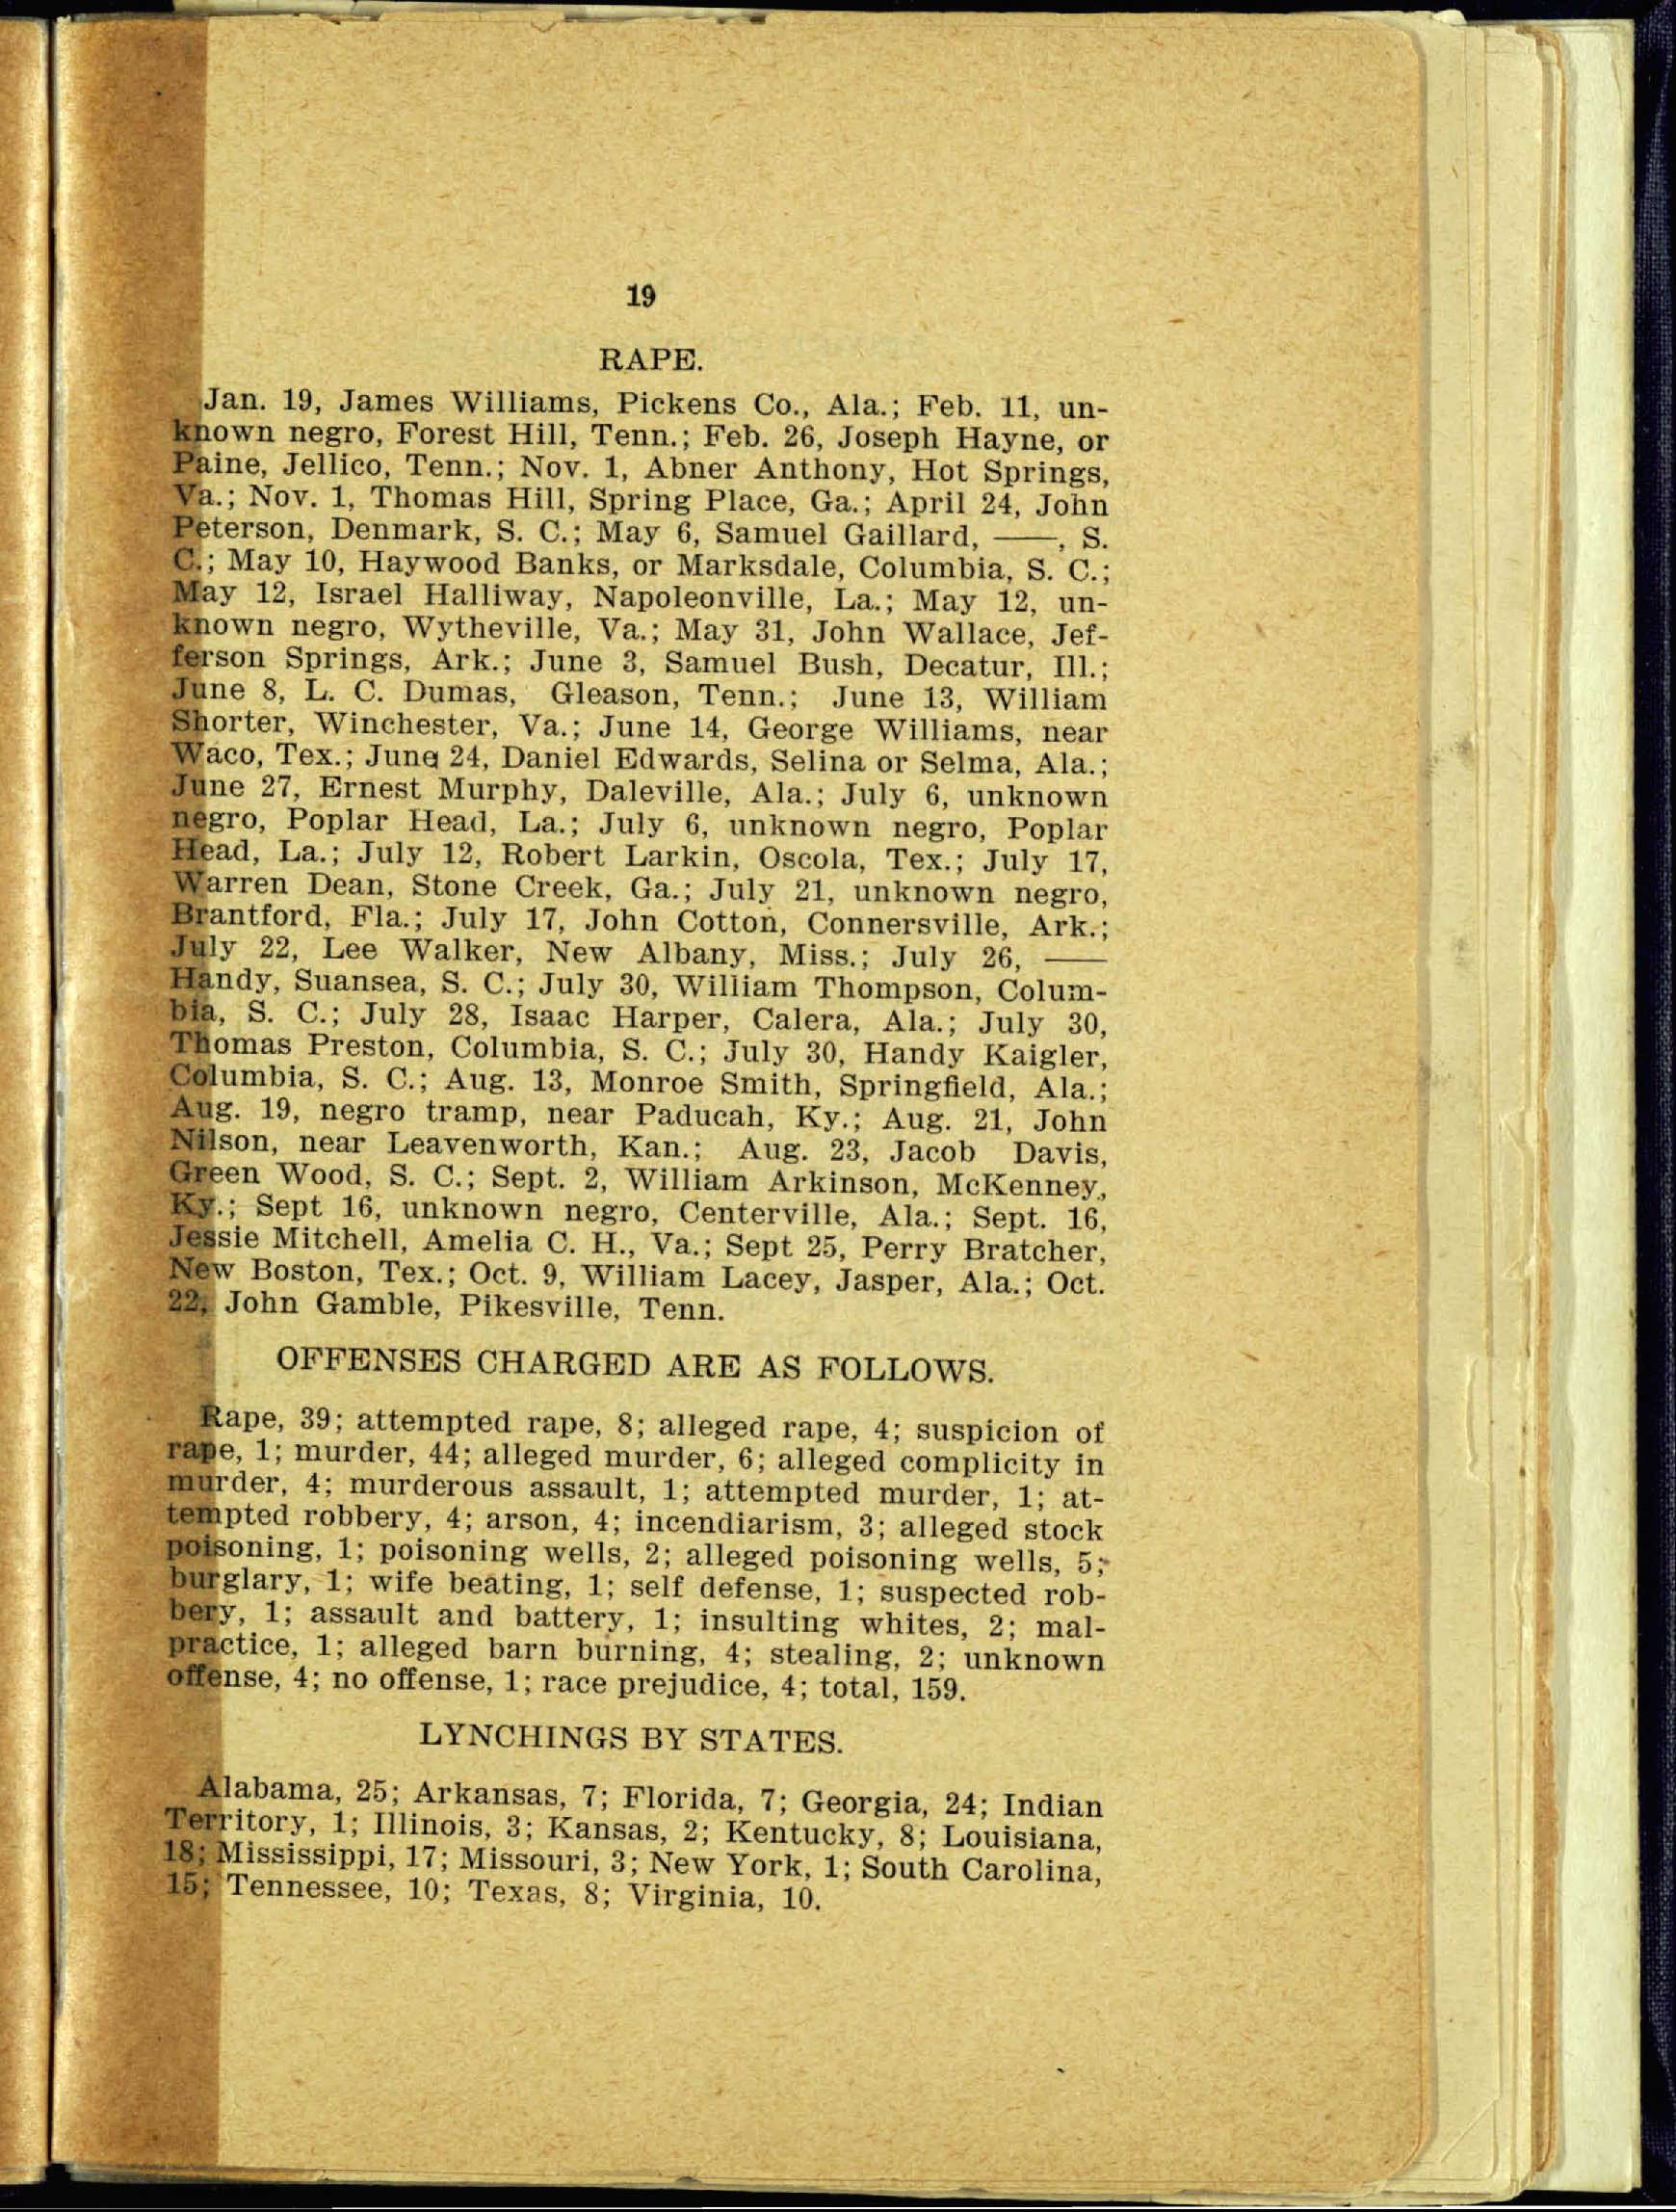 19
RAPE.
Jan. 19, James Williams, Pickens Co., Ala.; Feb. 11, un-
known negro, Forest Hill, Tenn.; Feb. 26, Joseph Hayne, or
Paine, Jellico, Tenn.; Nov. 1, Abner Anthony, Hot Springs,
Va.; Nov. 1, Thomas Hill, Spring Place, Ga.; April 24, John
Peterson, Denmark, S. C.; May 6, Samuel Gaillard, ——, S.
C.; May 10, Haywood Banks, or Marksdale, Columbia, S. C.;
May 12, Israel Halliway, Napoleonville, La.; May 12, un-
known negro, Wytheville, Va.; May 31, John Wallace, Jef-
ferson Springs, Ark.; June 3, Samuel Bush, Decatur, Ill.;
June 8, L. C. Dumas, Gleason, Tenn.; June 13, William
Shorter, Winchester, Va.; June 14, George Williams, near
Waco, Tex.; June 24, Daniel Edwards, Selina or Selma, Ala.;
June 27, Ernest Murphy, Daleville, Ala.; July 6, unknown
negro, Poplar Head, La.; July 6, unknown negro, Poplar
Head, La.; July 12, Robert Larkin, Oscola, Tex.; July 17,
Warren Dean, Stone Creek, Ga.; July 21, unknown negro,
Brantford, Fla.; July 17, John Cotton, Connersville, Ark.;
July 22, Lee Walker, New Albany, Miss.; July 26, ——
Handy, Suansea, S. C.; July 30, William Thompson, Colum-
bia, S. C.; July 28, Isaac Harper, Calera, Ala.; July 30,
Thomas Preston, Columbia, S. C.; July 30, Handy Kaigler,
Columbia, S. C.; Aug. 13, Monroe Smith, Springfield, Ala.;
Aug. 19, negro tramp, near Paducah, Ky.; Aug. 21, John
Nilson, near Leavenworth, Kan.; Aug. 23, Jacob Davis,
Green Wood, S. C.; Sept. 2, William Arkinson, McKenney,
Ky.; Sept 16, unknown negro, Centerville, Ala.; Sept. 16,
Jessie Mitchell, Amelia C. H., Va.; Sept 25, Perry Bratcher,
New Boston, Tex.; Oct. 9, William Lacey, Jasper, Ala.; Oct.
22, John Gamble, Pikesville, Tenn.
OFFENSES CHARGED ARE AS FOLLOWS.
Rape, 39; attempted rape, 8; alleged rape, 4; suspicion of
rape, 1; murder, 44; alleged murder, 6; alleged complicity in
murder, 4; murderous assault, 1; attempted murder, 1; at-
tempted robbery, 4; arson, 4; incendiarism, 3; alleged stock
poisoning, 1; poisoning wells, 2; alleged poisoning wells, 5;
burglary, 1; wife beating, 1; self defense, 1; suspected rob-
bery, 1; assault and battery, 1; insulting whites, 2; mal-
practice, 1; alleged barn burning, 4; stealing, 2; unknown
offense, 4; no offense, 1; race prejudice, 4; total, 159.
LYNCHINGS BY STATES.
Alabama, 25; Arkansas, 7; Florida, 7; Georgia, 24; Indian
Territory, 1; Illinois, 3; Kansas, 2; Kentucky, 8; Louisiana,
18; Mississippi, 17; Missouri, 3; New York, 1; South Carolina,
15; Tennessee, 10; Texas, 8; Virginia, 10.